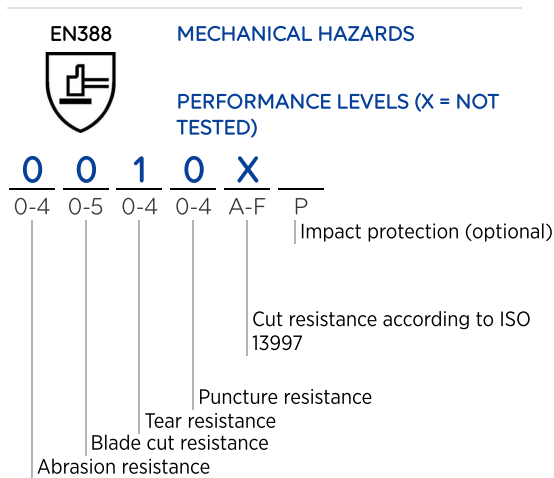 EN388
MECHANICAL HAZARDS
PERFORMANCE LEVELS (X = NOT
TESTED)
0 0 1 0 X
0-4 0-5 0-4 0-4 A-F P
Impact protection (optional)
Cut resistance according to ISO
13997
Puncture resistance
Tear resistance
Blade cut resistance
Abrasion resistance